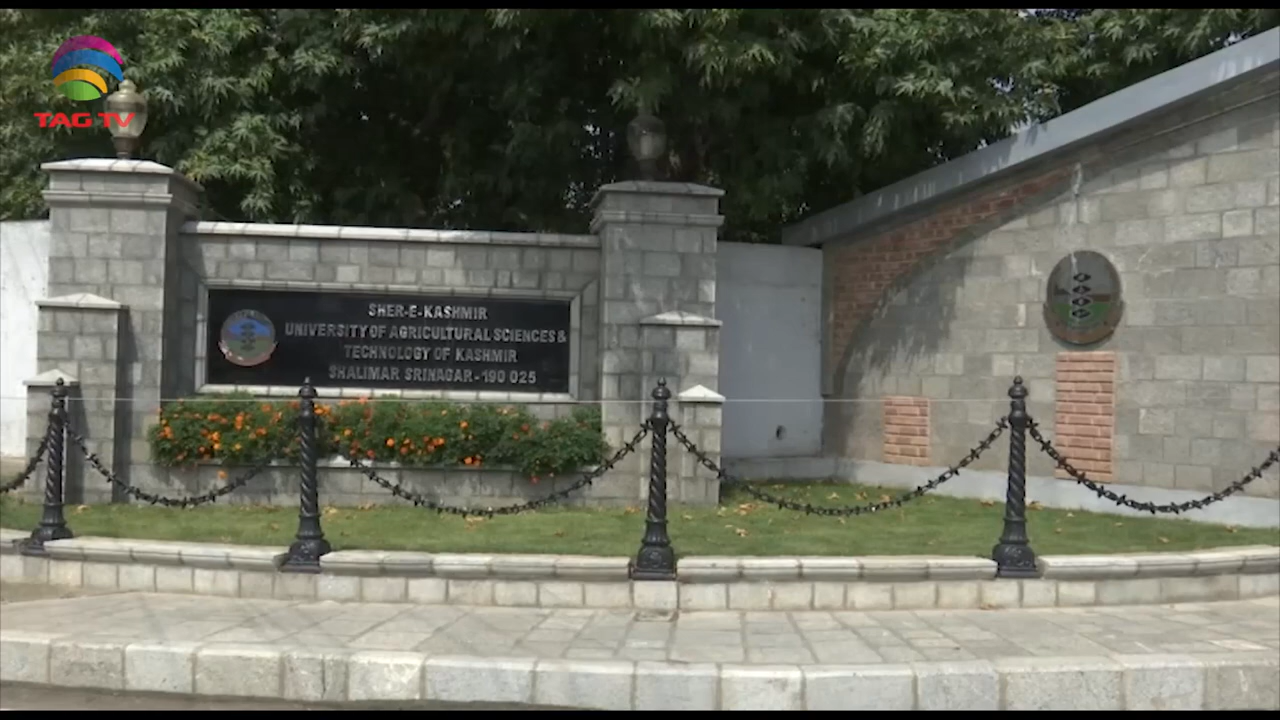 TAG TV
SHER-E-KASHMIR
UNIVERSITY OF AGRICULTURAL SCIENCES &
TECHNOLOGY OF KASHMIR
SHALIMAR SRINAGAR-190 025